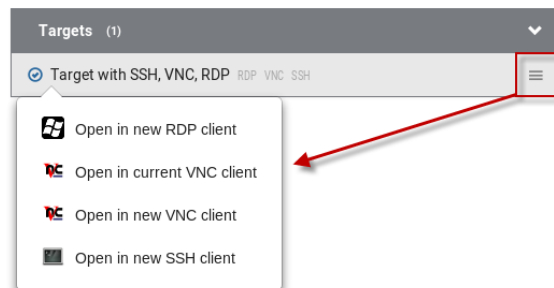 Targets (1)
Target with SSH, VNC, RDP RDP VNC SSH
Open in new RDP client
Open in current VNC client
Open in new VNC client
Open in new SSH client